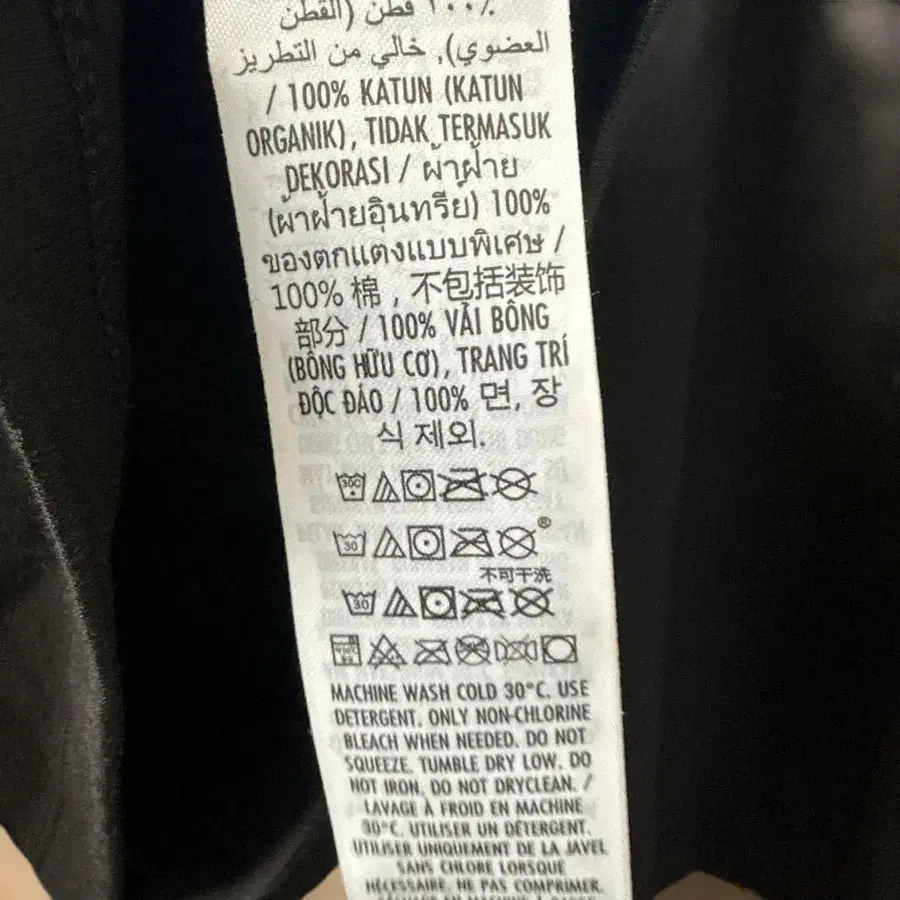 ١٠٠٪ قطن (القطن
العضوي), خالي من التطريز
/ 100% KATUN (KATUN
ORGANIK), TIDAK TERMASUK
DEKORASI / ผ้าฝ้าย
(ผ้าฝ้ายอินทรีย์) 100%
ของตกแต่งแบบพิเศษ /
100% 棉 , 不包括装饰
部分 / 100% VẢI BÔNG
(BÔNG HỮU CƠ), TRANG TRÍ
ĐỘC ĐÁO / 100% 면, 장
식 제외.
30C
30
®
不可干洗
30
MACHINE WASH COLD 30°C. USE
DETERGENT. ONLY NON-CHLORINE
BLEACH WHEN NEEDED. DO NOT
SQUEEZE. TUMBLE DRY LOW. DO
NOT IRON. DO NOT DRYCLEAN. /
LAVAGE À FROID EN MACHINE
30°C. UTILISER UN DÉTERGENT.
UTILISER UNIQUEMENT DE LA JAVEL
SANS CHLORE LORSQUE
NÉCESSAIRE. NE PAS COMPRIMER.